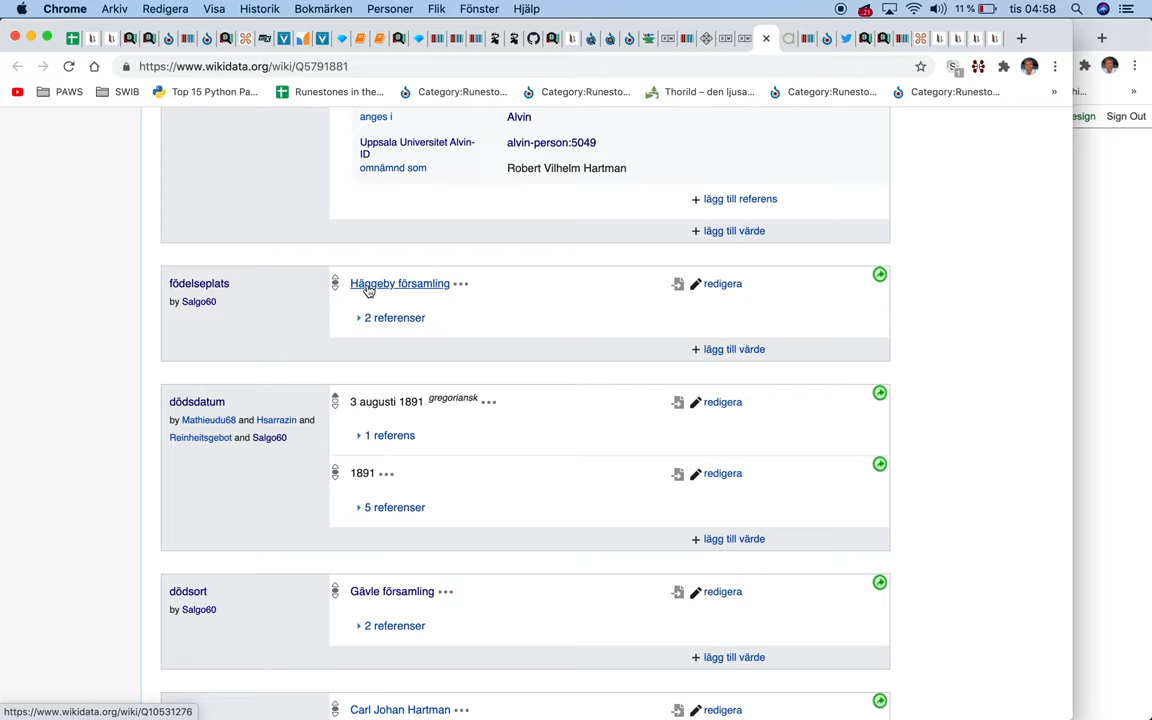 Chrome Arkiv Redigera Visa Historik Bokmärken Personer Flik Fönster Hjälp 21 11 % tis 04:58
https://www.wikidata.org/wiki/Q5791881
PAWS SWIB Top 15 Python Pa... Runestones in the... Category:Runesto... Category:Runesto... Thorild – den ljusa... Category:Runesto... Category:Runesto... » hi... »
esign Sign Out
anges i Alvin
Uppsala Universitet Alvin-
ID
alvin-person:5049
omnämnd som Robert Vilhelm Hartman
+ lägg till referens
+ lägg till värde
födelseplats Häggeby församling redigera
by Salgo60
2 referenser
+ lägg till värde
dödsdatum 3 augusti 1891 gregoriansk redigera
by Mathieudu68 and Hsarrazin and
Reinheitsgebot and Salgo60
1 referens
1891 redigera
5 referenser
+ lägg till värde
dödsort Gävle församling redigera
by Salgo60
2 referenser
+ lägg till värde
Carl Johan Hartman redigera
https://www.wikidata.org/wiki/Q10531276